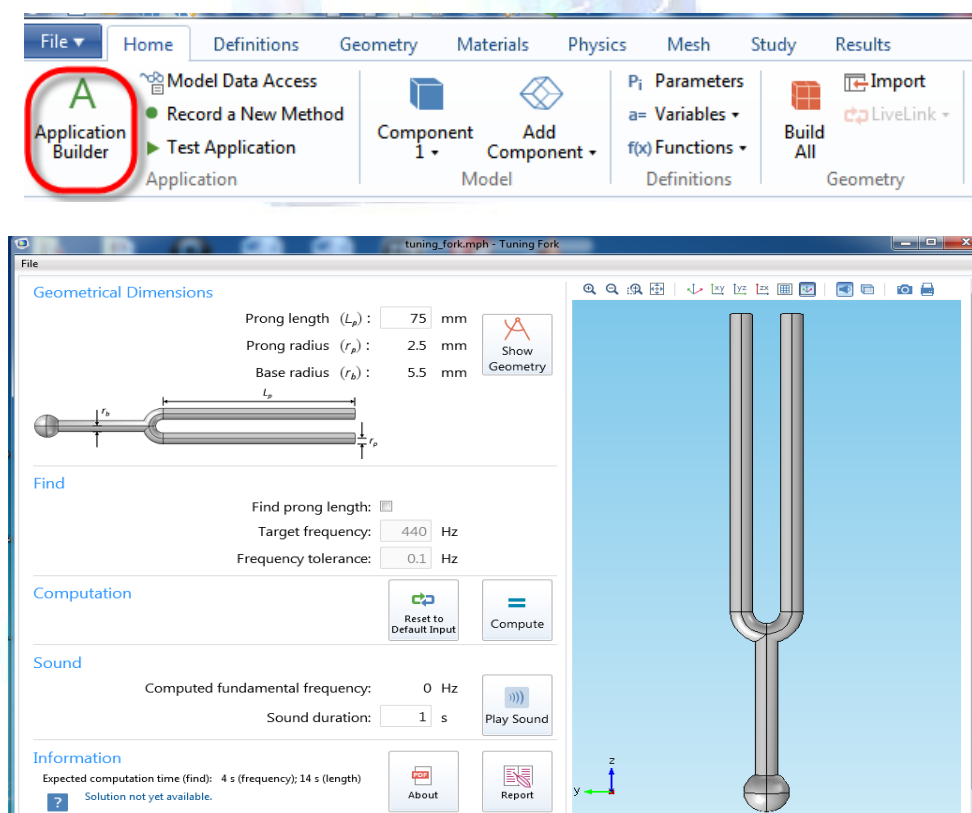 File Home Definitions Geometry Materials Physics Mesh Study Results
A Model Data Access Pi Parameters Import
Record a New Method a= Variables LiveLink
Application Builder Test Application Component 1 Add Component f(x) Functions Build All
Application Model Definitions Geometry
tuning_fork.mph - Tuning Fork
File
Geometrical Dimensions
Prong length (Lp) : 75 mm
Prong radius (rp) : 2.5 mm
Base radius (rb) : 5.5 mm
Show Geometry
Lp
rb
rp
Find
Find prong length:
Target frequency: 440 Hz
Frequency tolerance: 0.1 Hz
Computation
Reset to Default Input
Compute
Sound
Computed fundamental frequency: 0 Hz
Sound duration: 1 s
Play Sound
Information
Expected computation time (find): 4 s (frequency); 14 s (length)
? Solution not yet available.
PDF
About
Report
xy yz zx
z
y